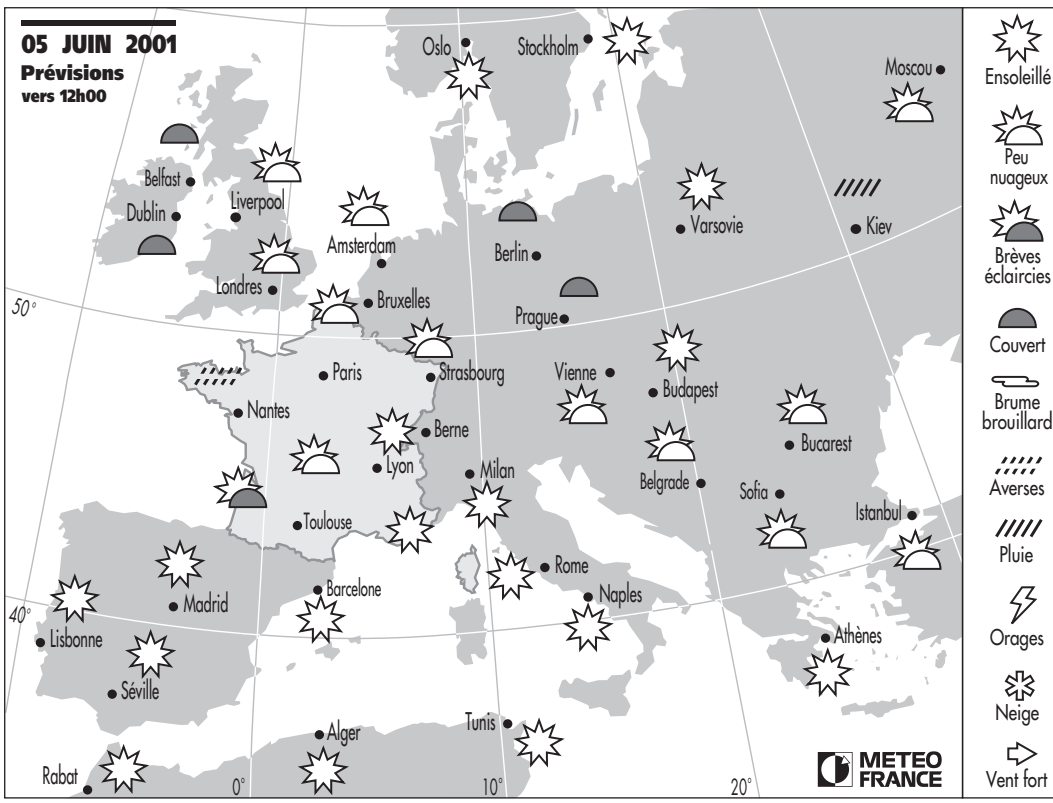 05 JUIN 2001
Prévisions
vers 12h00
Oslo
Stockholm
Moscou
Belfast
Dublin
Liverpool
Amsterdam
Berlin
Varsovie
Kiev
Londres
Bruxelles
50°
Prague
Paris
Strasbourg
Vienne
Budapest
Nantes
Berne
Lyon
Milan
Bucarest
Belgrade
Sofia
Istanbul
Toulouse
Rome
Barcelone
Naples
Madrid
40°
Lisbonne
Athènes
Séville
Alger
Tunis
Rabat
0°
10°
20°
METEO
FRANCE
Ensoleillé
Peu
nuageux
Brèves
éclaircies
Couvert
Brume
brouillard
Averses
Pluie
Orages
Neige
Vent fort